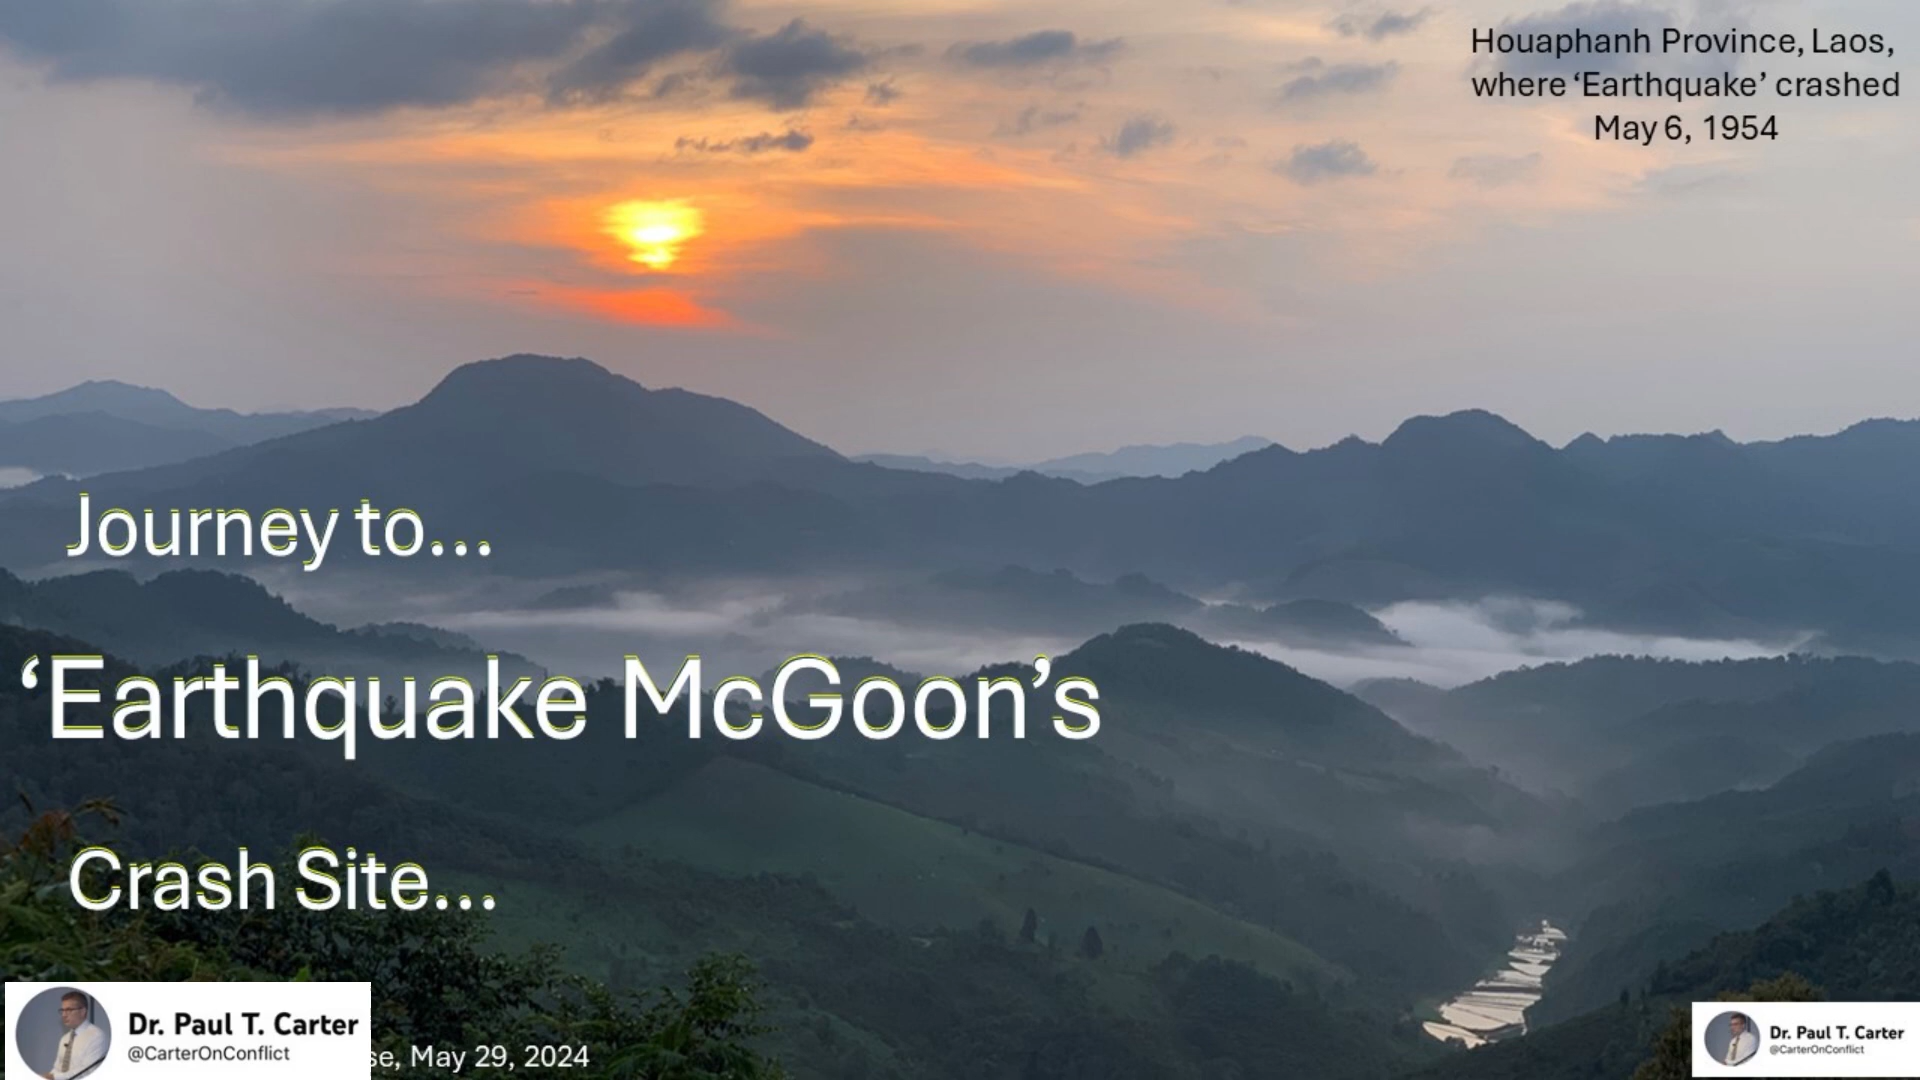 Houaphanh Province, Laos,
where ‘Earthquake’ crashed
May 6, 1954
Journey to...
‘Earthquake McGoon’s
Crash Site...
Dr. Paul T. Carter
@CarterOnConflict
May 29, 2024
Dr. Paul T. Carter
@CarterOnConflict